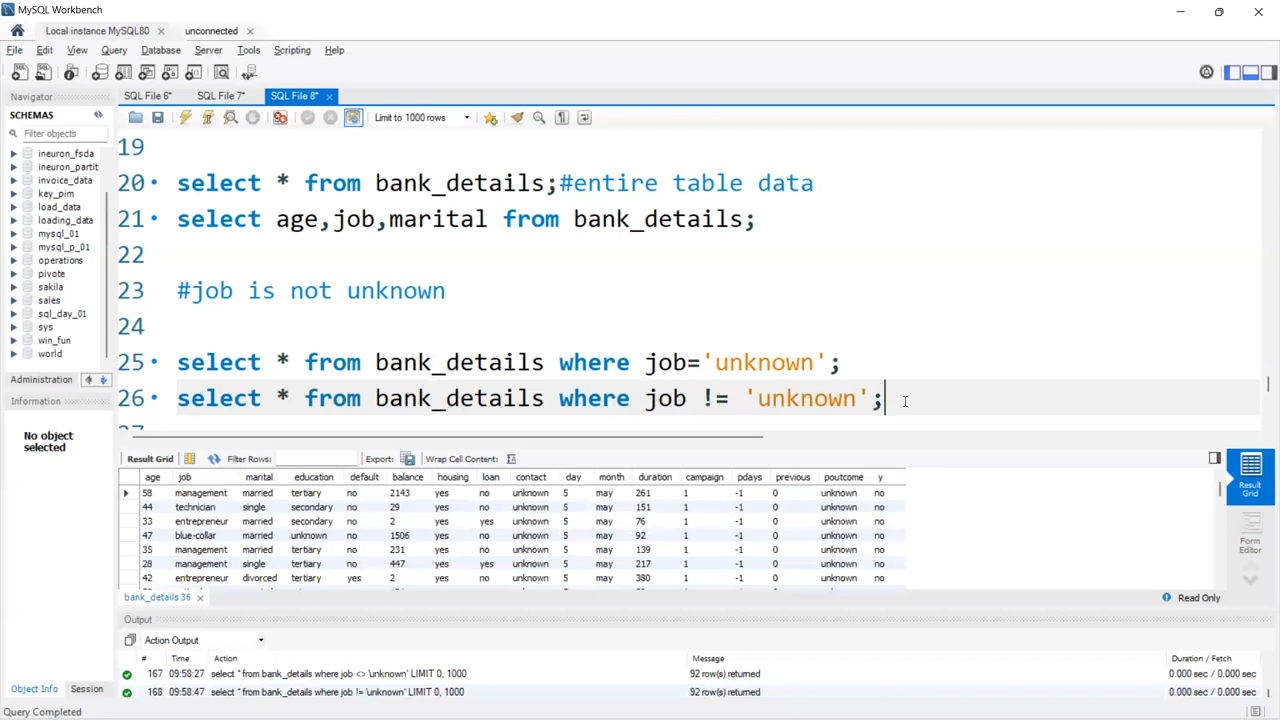 MySQL Workbench
Local instance MySQL80 unconnected
File Edit View Query Database Server Tools Scripting Help
Navigator SQL File 6* SQL File 7* SQL File 8*
SCHEMAS Limit to 1000 rows
Filter objects
ineuron_fsda
ineuron_partit
invoice_data
key_pim
load_data
loading_data
mysql_01
mysql_p_01
operations
pivote
sakila
sales
sql_day_01
sys
win_fun
world
Administration
Information
No object
selected
19
20 select * from bank_details;#entire table data
21 select age,job,marital from bank_details;
22
23 #job is not unknown
24
25 select * from bank_details where job='unknown';
26 select * from bank_details where job != 'unknown';
27
Result Grid Filter Rows: Export: Wrap Cell Content:
age job marital education default balance housing loan contact day month duration campaign pdays previous poutcome y
58 management married tertiary no 2143 yes no unknown 5 may 261 1 -1 0 unknown no
44 technician single secondary no 29 yes no unknown 5 may 151 1 -1 0 unknown no
33 entrepreneur married secondary no 2 yes yes unknown 5 may 76 1 -1 0 unknown no
47 blue-collar married unknown no 1506 yes no unknown 5 may 92 1 -1 0 unknown no
35 management married tertiary no 231 yes no unknown 5 may 139 1 -1 0 unknown no
28 management single tertiary no 447 yes yes unknown 5 may 217 1 -1 0 unknown no
42 entrepreneur divorced tertiary yes 2 yes no unknown 5 may 380 1 -1 0 unknown no
Result
Grid
Form
Editor
bank_details 36 Read Only
Output
Action Output
# Time Action Message Duration / Fetch
167 09:58:27 select * from bank_details where job <> 'unknown' LIMIT 0, 1000 92 row(s) returned 0.000 sec / 0.000 sec
168 09:58:47 select * from bank_details where job != 'unknown' LIMIT 0, 1000 92 row(s) returned 0.000 sec / 0.000 sec
Object Info Session
Query Completed